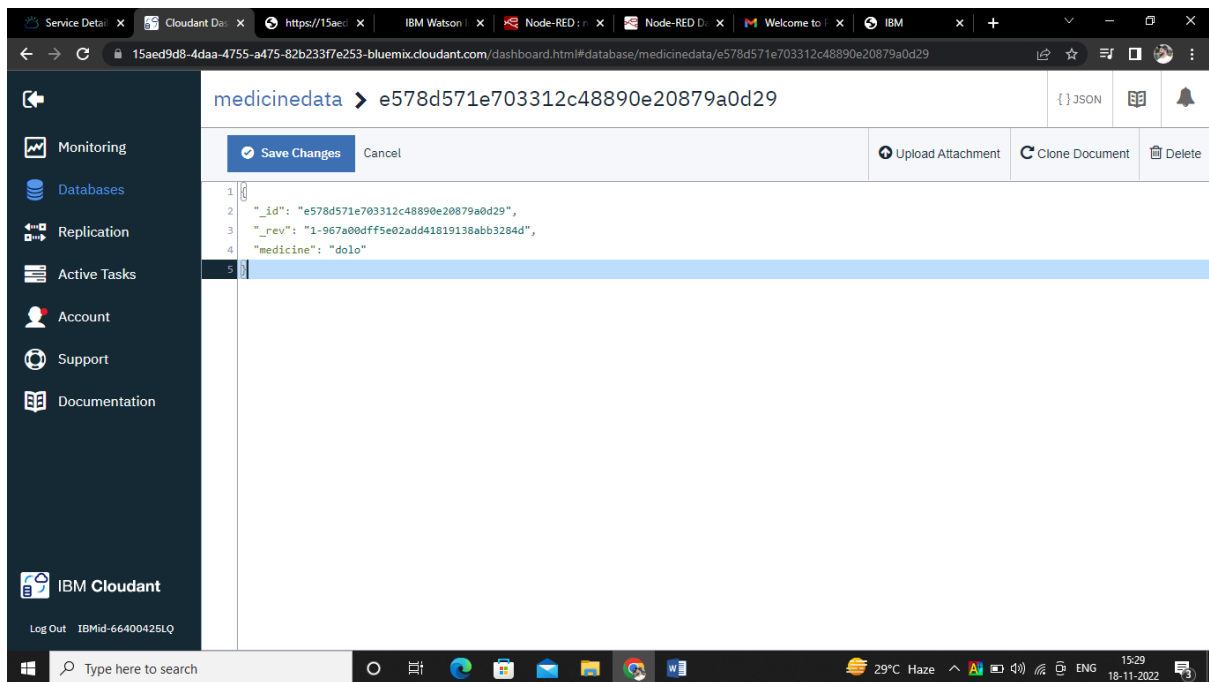 Service Detail
Cloudant Das
https://15aed
IBM Watson I
Node-RED : n
Node-RED Da
Welcome to F
IBM
15aed9d8-4daa-4755-a475-82b233f7e253-bluemix.cloudant.com/dashboard.html#database/medicinedata/e578d571e703312c48890e20879a0d29
medicinedata > e578d571e703312c48890e20879a0d29
{ } JSON
Monitoring
Databases
Replication
Active Tasks
Account
Support
Documentation
Save Changes Cancel
Upload Attachment Clone Document Delete
1 {
2 "_id": "e578d571e703312c48890e20879a0d29",
3 "_rev": "1-967a00dff5e02add41819138abb3284d",
4 "medicine": "dolo"
5 }
IBM Cloudant
Log Out IBMid-66400425LQ
Type here to search
29°C Haze
ENG
15:29
18-11-2022
3